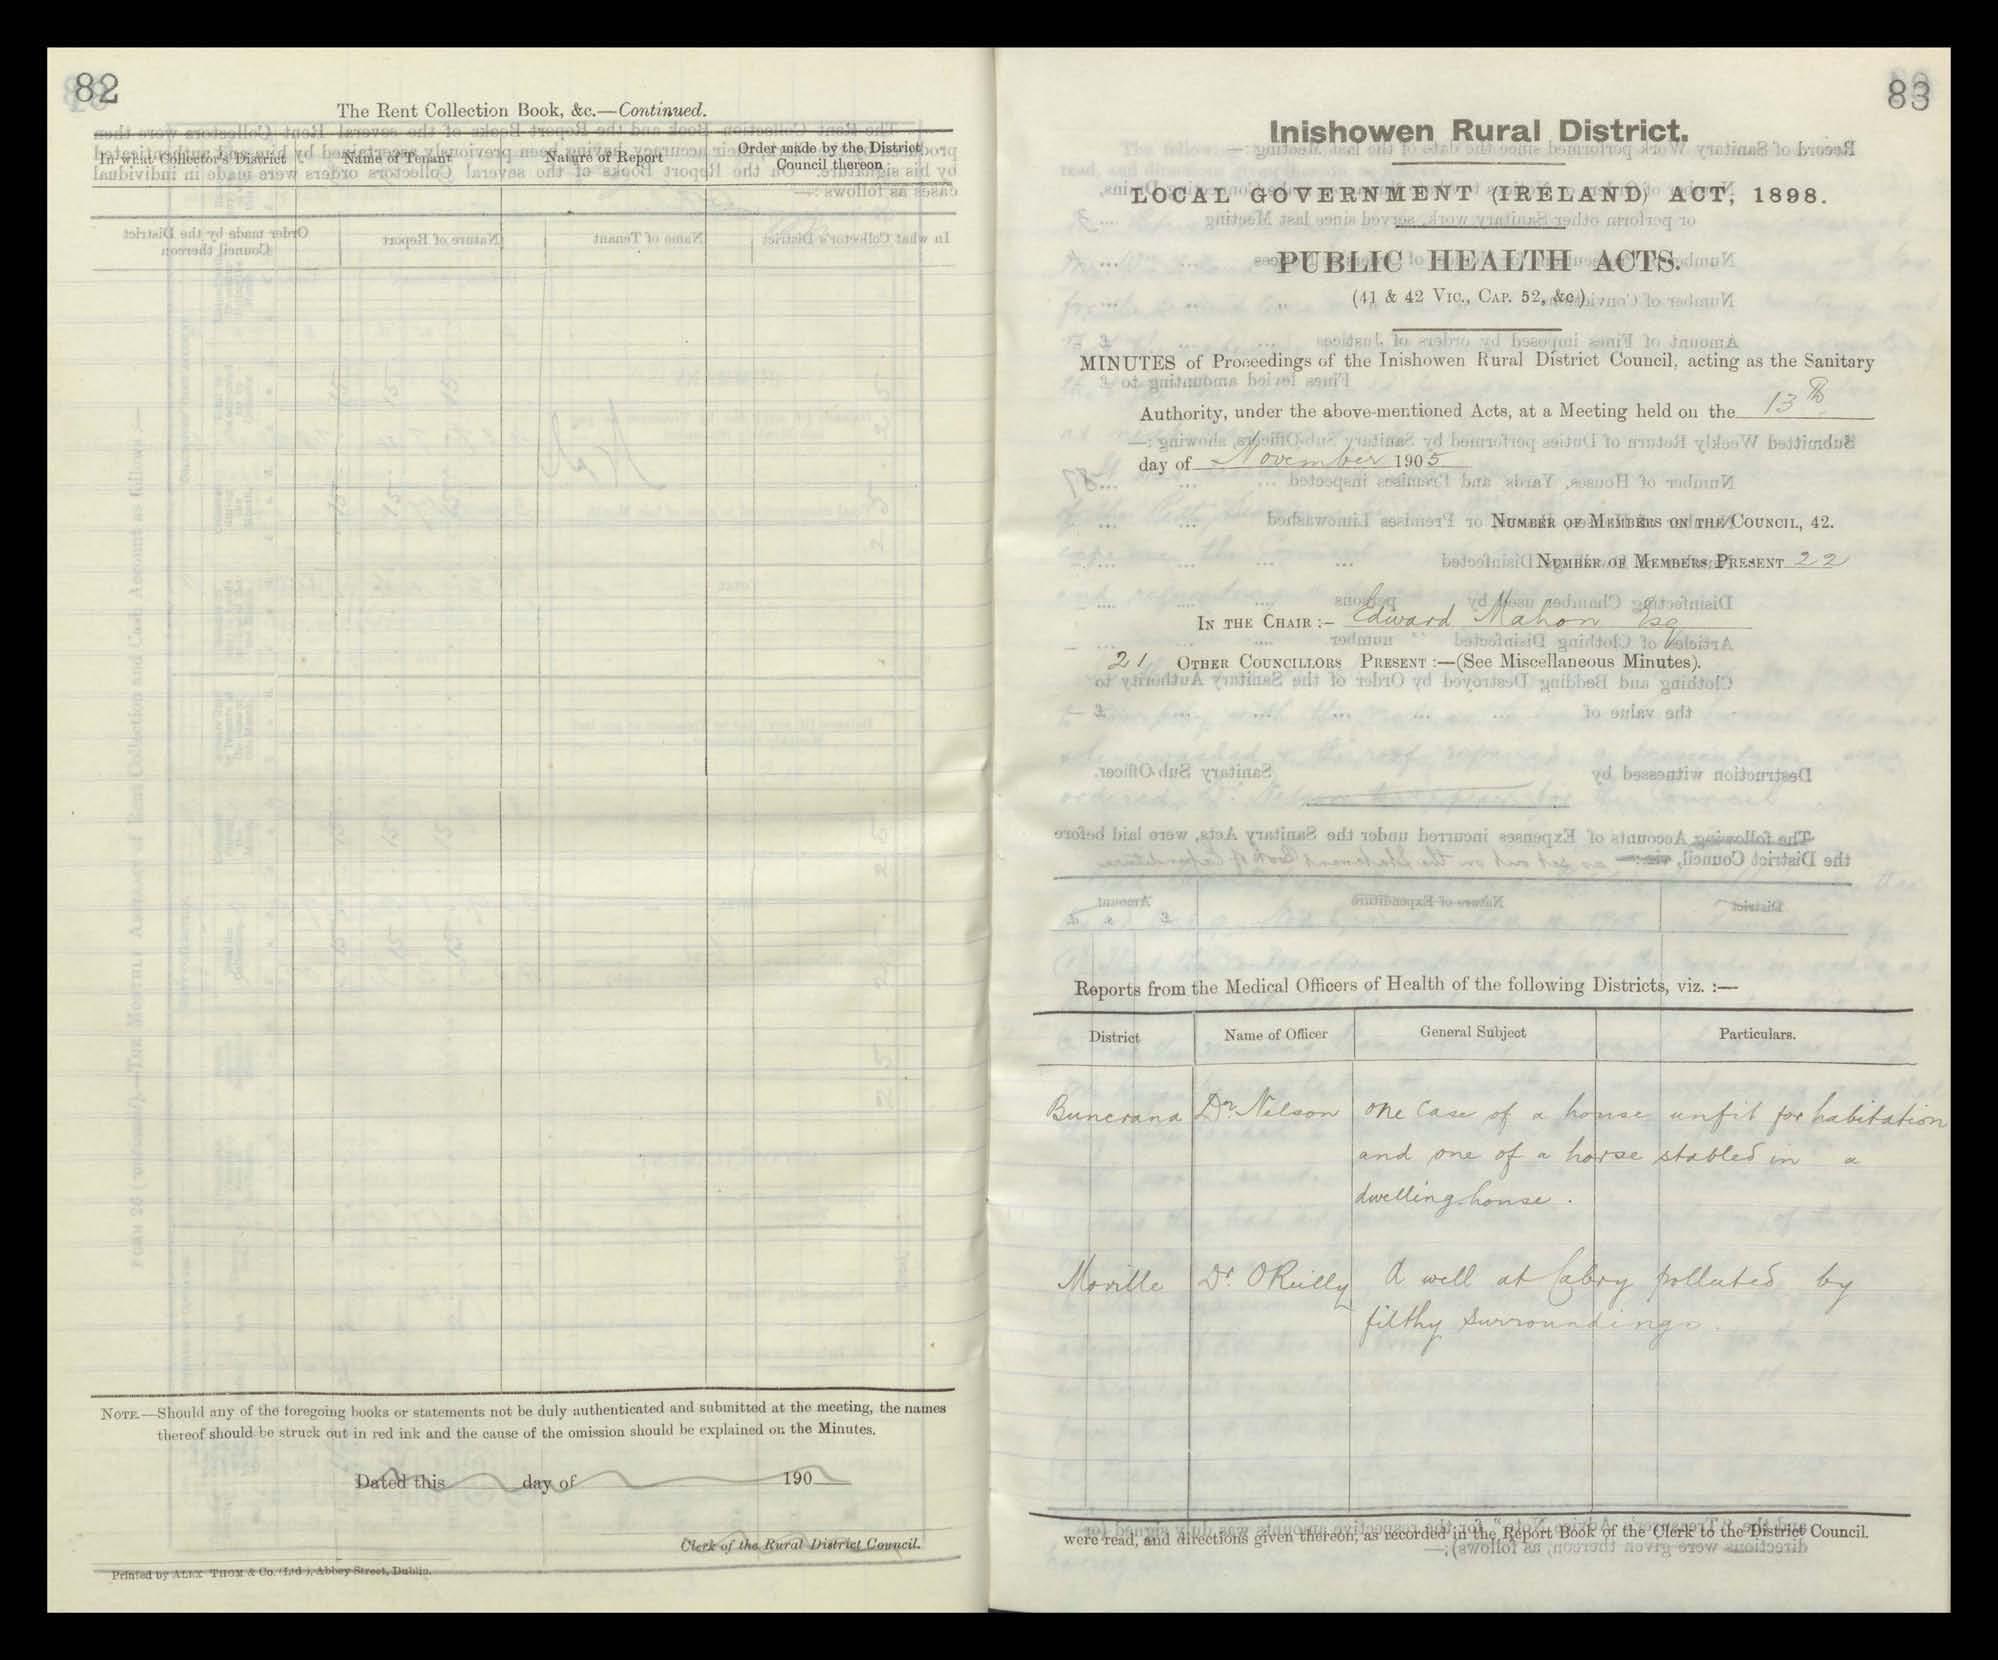 82
The Rent Collection Book, &c.—Continued.
In what Collector's District
Name of Tenant
Nature of Report
Order made by the District
Council thereon
NOTE.—Should any of the foregoing books or statements not be duly authenticated and submitted at the meeting, the names
thereof should be struck out in red ink and the cause of the omission should be explained on the Minutes.
Dated this day of 190
Clerk of the Rural District Council.
Printed by ALEX THOM & Co. (Ltd.), Abbey Street, Dublin.
83
Inishowen Rural District.
LOCAL GOVERNMENT (IRELAND) ACT, 1898.
PUBLIC HEALTH ACTS.
(41 & 42 VIC., CAP. 52, &c.)
MINUTES of Proceedings of the Inishowen Rural District Council, acting as the Sanitary
Authority, under the above-mentioned Acts, at a Meeting held on the 13th
day of November 1905
NUMBER OF MEMBERS ON THE COUNCIL, 42.
NUMBER OF MEMBERS PRESENT 22
IN THE CHAIR :- Edward Mahon Esq
21 OTHER COUNCILLORS PRESENT :—(See Miscellaneous Minutes).
Reports from the Medical Officers of Health of the following Districts, viz. :—
District
Name of Officer
General Subject
Particulars.
Buncrana Dr. Nelson one case of a house unfit for habitation
and one of a horse stabled in a
dwelling house.
Moville Dr. O'Reilly A well at Cabry polluted by
filthy surroundings.
were read, and directions given thereon, as recorded in the Report Book of the Clerk to the District Council.